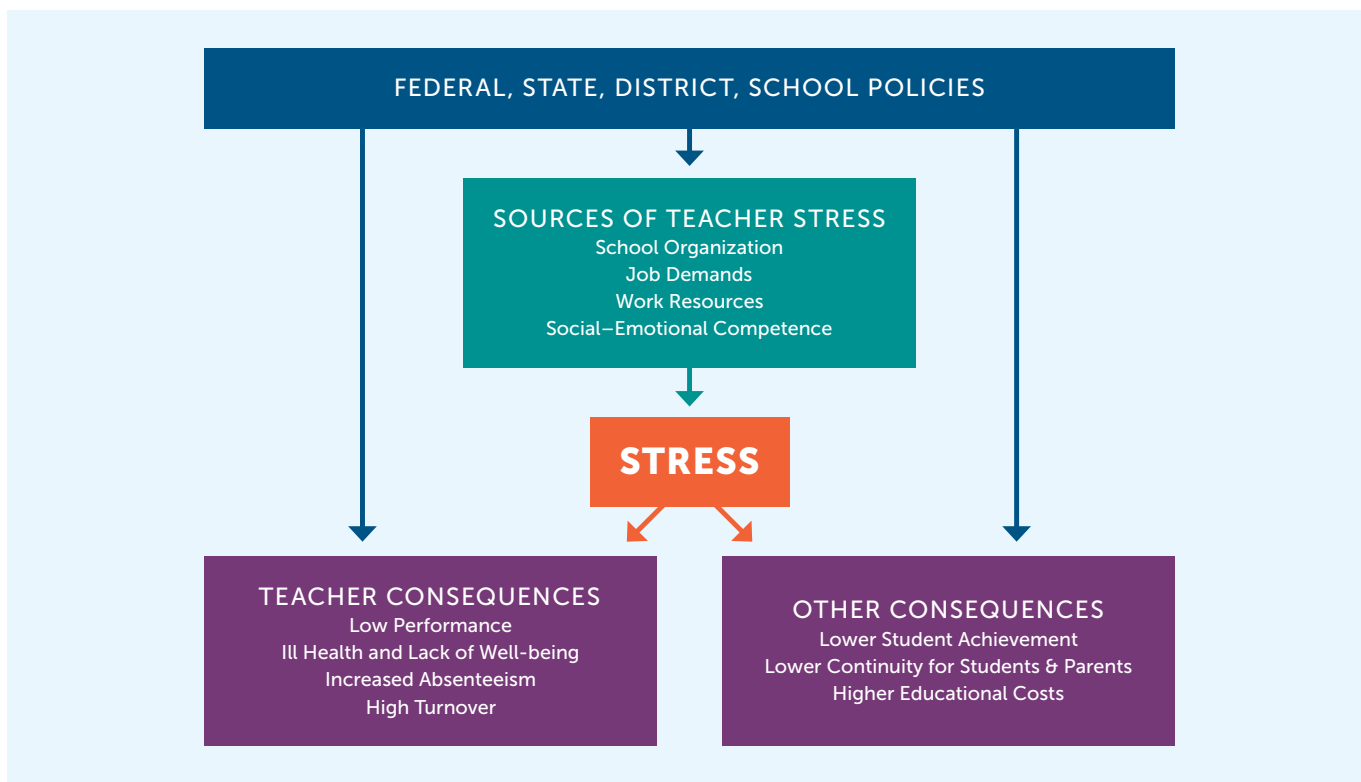 FEDERAL, STATE, DISTRICT, SCHOOL POLICIES
SOURCES OF TEACHER STRESS
School Organization
Job Demands
Work Resources
Social–Emotional Competence
STRESS
TEACHER CONSEQUENCES
Low Performance
Ill Health and Lack of Well-being
Increased Absenteeism
High Turnover
OTHER CONSEQUENCES
Lower Student Achievement
Lower Continuity for Students & Parents
Higher Educational Costs